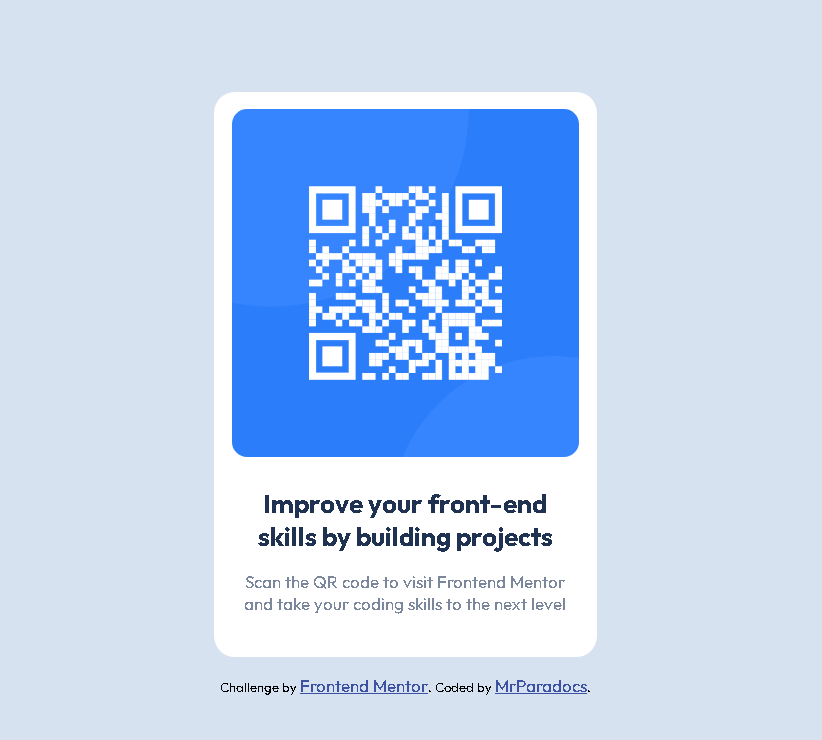 Improve your front-end
skills by building projects
Scan the QR code to visit Frontend Mentor
and take your coding skills to the next level
Challenge by Frontend Mentor. Coded by MrParadocs.